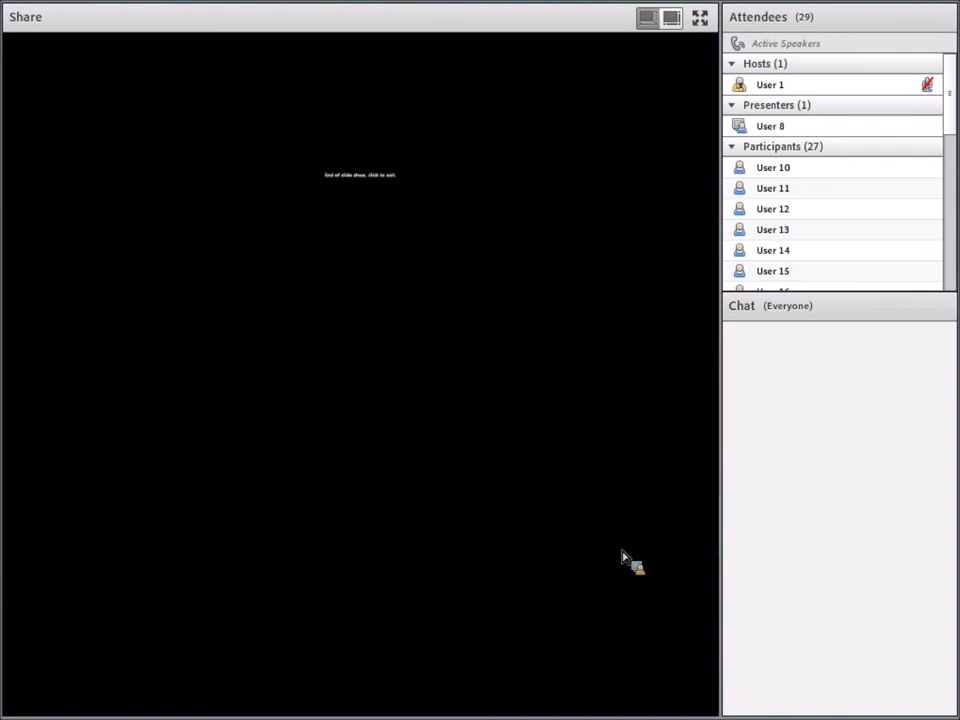 Share
End of slide show, click to exit.
Attendees (29)
Active Speakers
Hosts (1)
User 1
Presenters (1)
User 8
Participants (27)
User 10
User 11
User 12
User 13
User 14
User 15
Chat (Everyone)